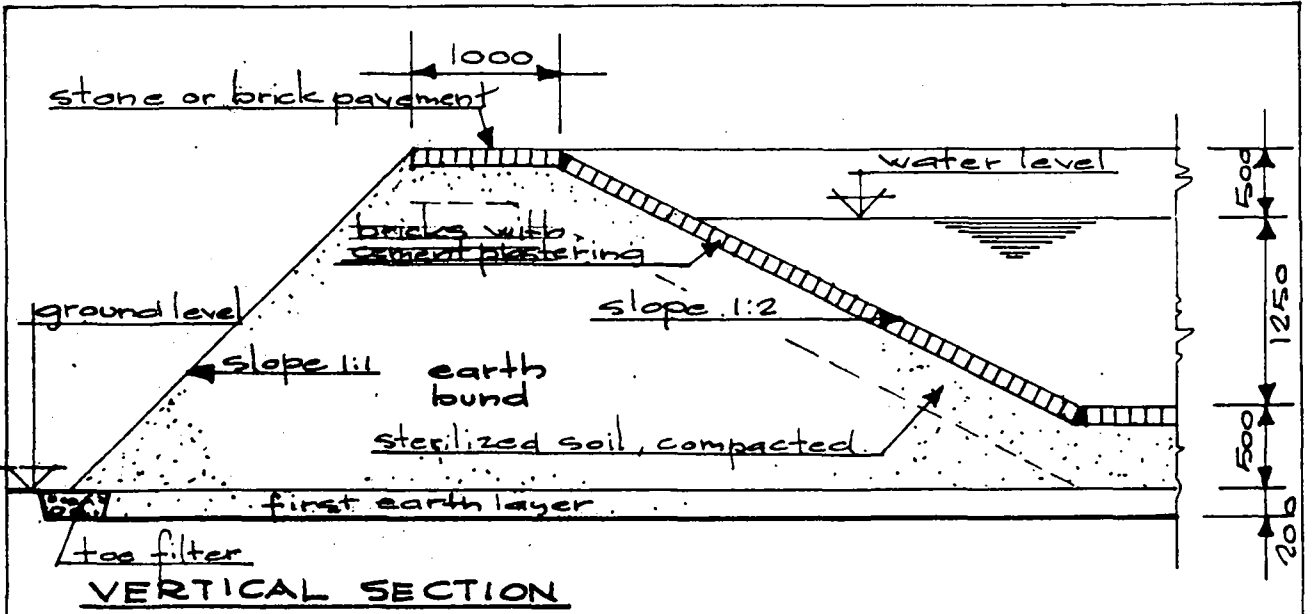 1000
stone or brick pavement
water level
500
bricks with
cement plastering
ground level
slope 1:2
1250
slope 1:1
earth
bund
sterilized soil, compacted
500
first earth layer
200
toe filter
VERTICAL SECTION